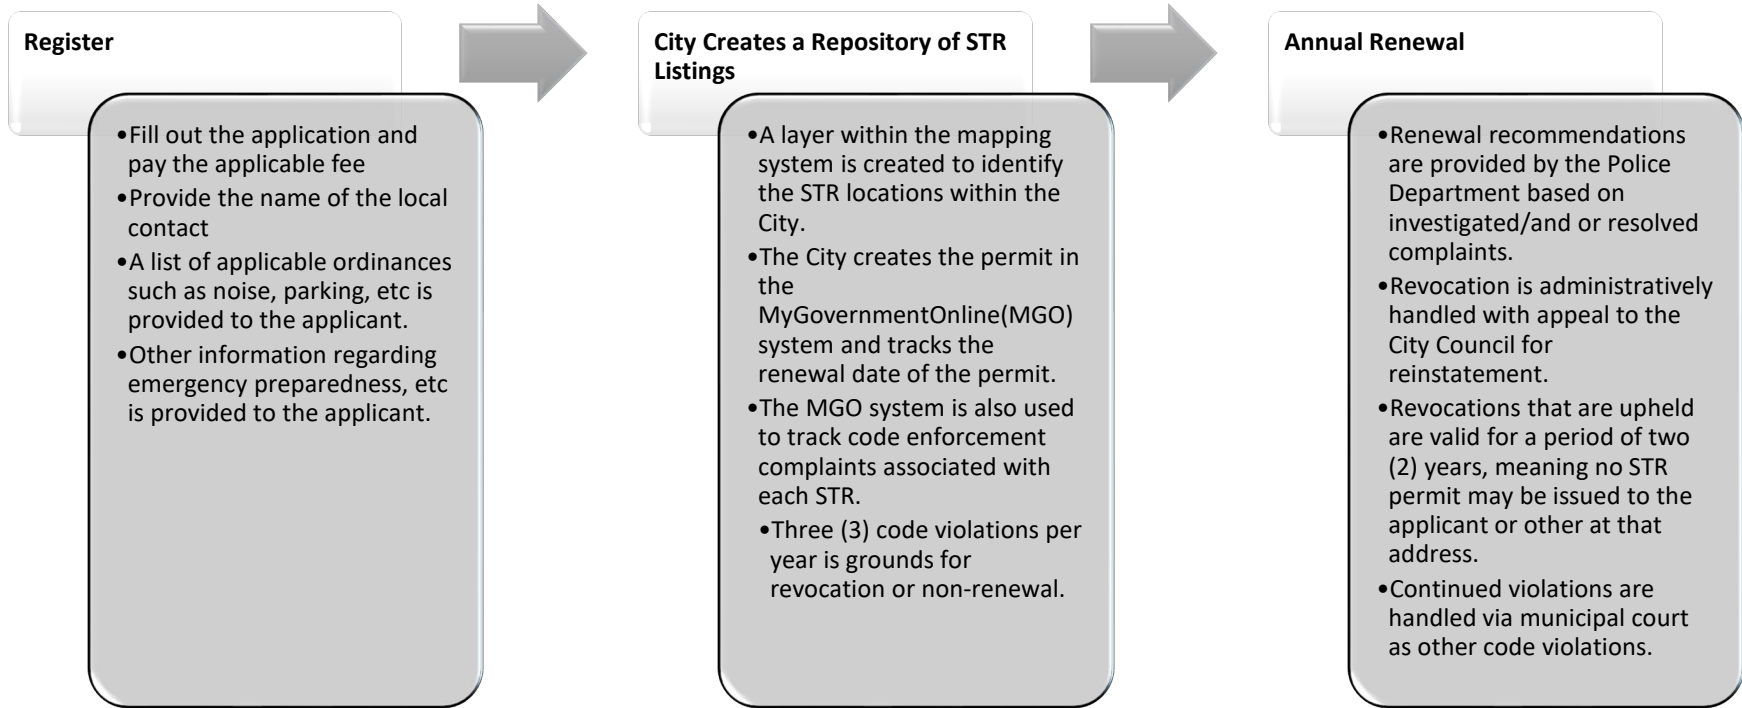 Register
•Fill out the application and
pay the applicable fee
•Provide the name of the local
contact
•A list of applicable ordinances
such as noise, parking, etc is
provided to the applicant.
•Other information regarding
emergency preparedness, etc
is provided to the applicant.
City Creates a Repository of STR
Listings
•A layer within the mapping
system is created to identify
the STR locations within the
City.
•The City creates the permit in
the
MyGovernmentOnline(MGO)
system and tracks the
renewal date of the permit.
•The MGO system is also used
to track code enforcement
complaints associated with
each STR.
•Three (3) code violations per
year is grounds for
revocation or non-renewal.
Annual Renewal
•Renewal recommendations
are provided by the Police
Department based on
investigated/and or resolved
complaints.
•Revocation is administratively
handled with appeal to the
City Council for
reinstatement.
•Revocations that are upheld
are valid for a period of two
(2) years, meaning no STR
permit may be issued to the
applicant or other at that
address.
•Continued violations are
handled via municipal court
as other code violations.